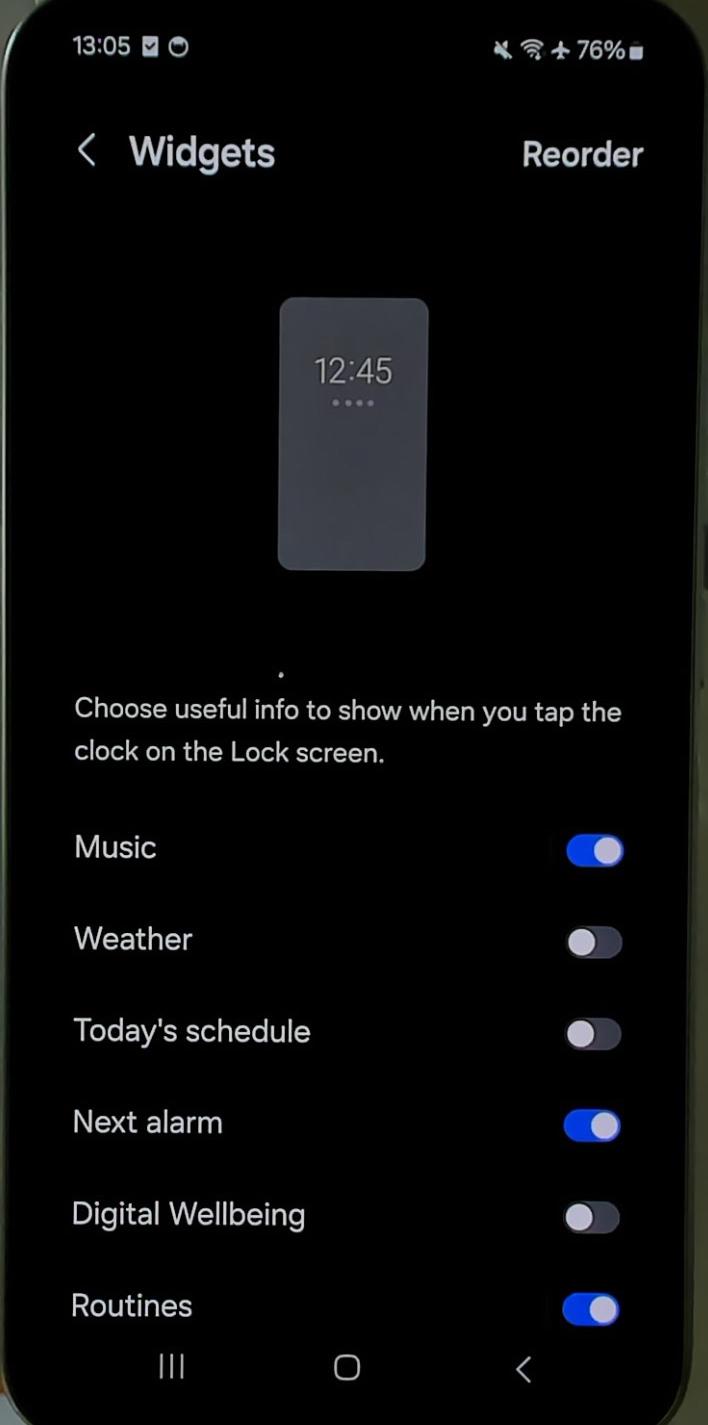 13:05
76%
Widgets
Reorder
12:45
Choose useful info to show when you tap the
clock on the Lock screen.
Music
Weather
Today's schedule
Next alarm
Digital Wellbeing
Routines